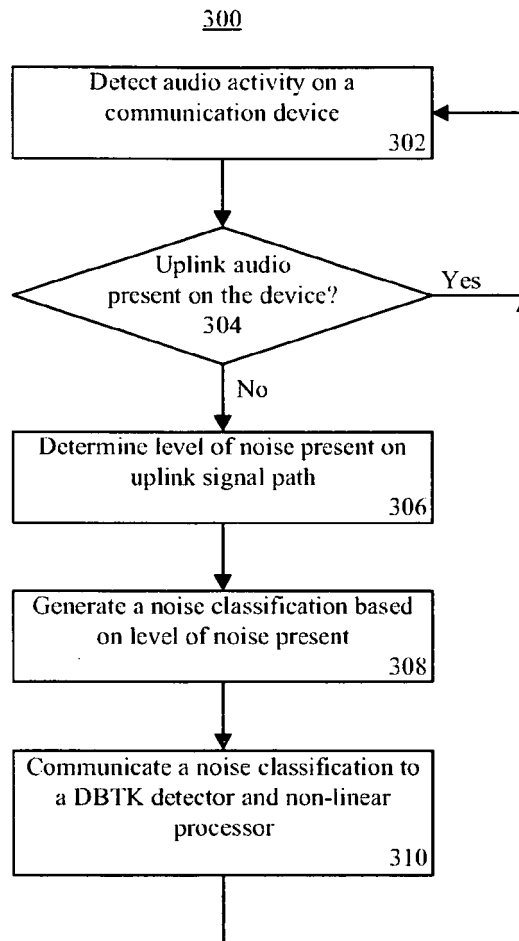 300
Detect audio activity on a
communication device
302
Uplink audio
present on the device?
304
Yes
No
Determine level of noise present on
uplink signal path
306
Generate a noise classification based
on level of noise present
308
Communicate a noise classification to
a DBTK detector and non-linear
processor
310